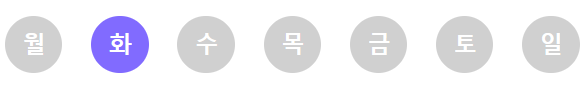 월 화 수 목 금 토 일